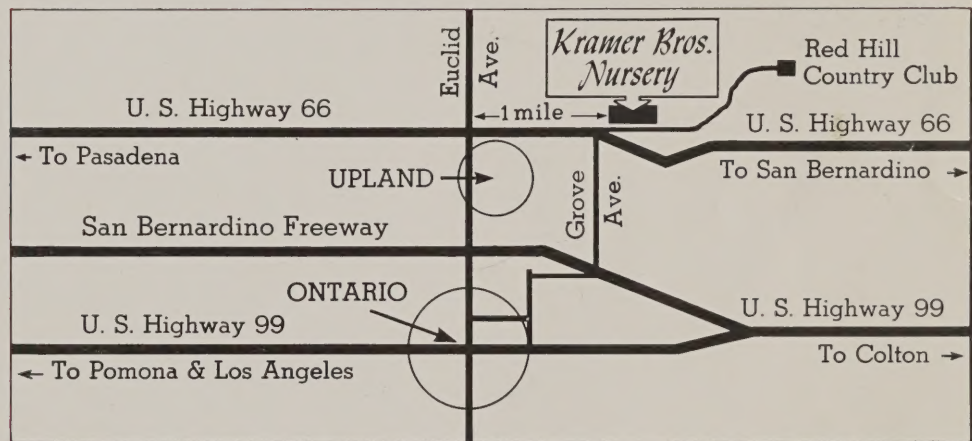 Euclid
Ave.
Kramer Bros.
Nursery
Red Hill
Country Club
U. S. Highway 66
←1 mile→
U. S. Highway 66
← To Pasadena
To San Bernardino →
UPLAND
Grove
Ave.
San Bernardino Freeway
ONTARIO
U. S. Highway 99
U. S. Highway 99
← To Pomona & Los Angeles
To Colton →